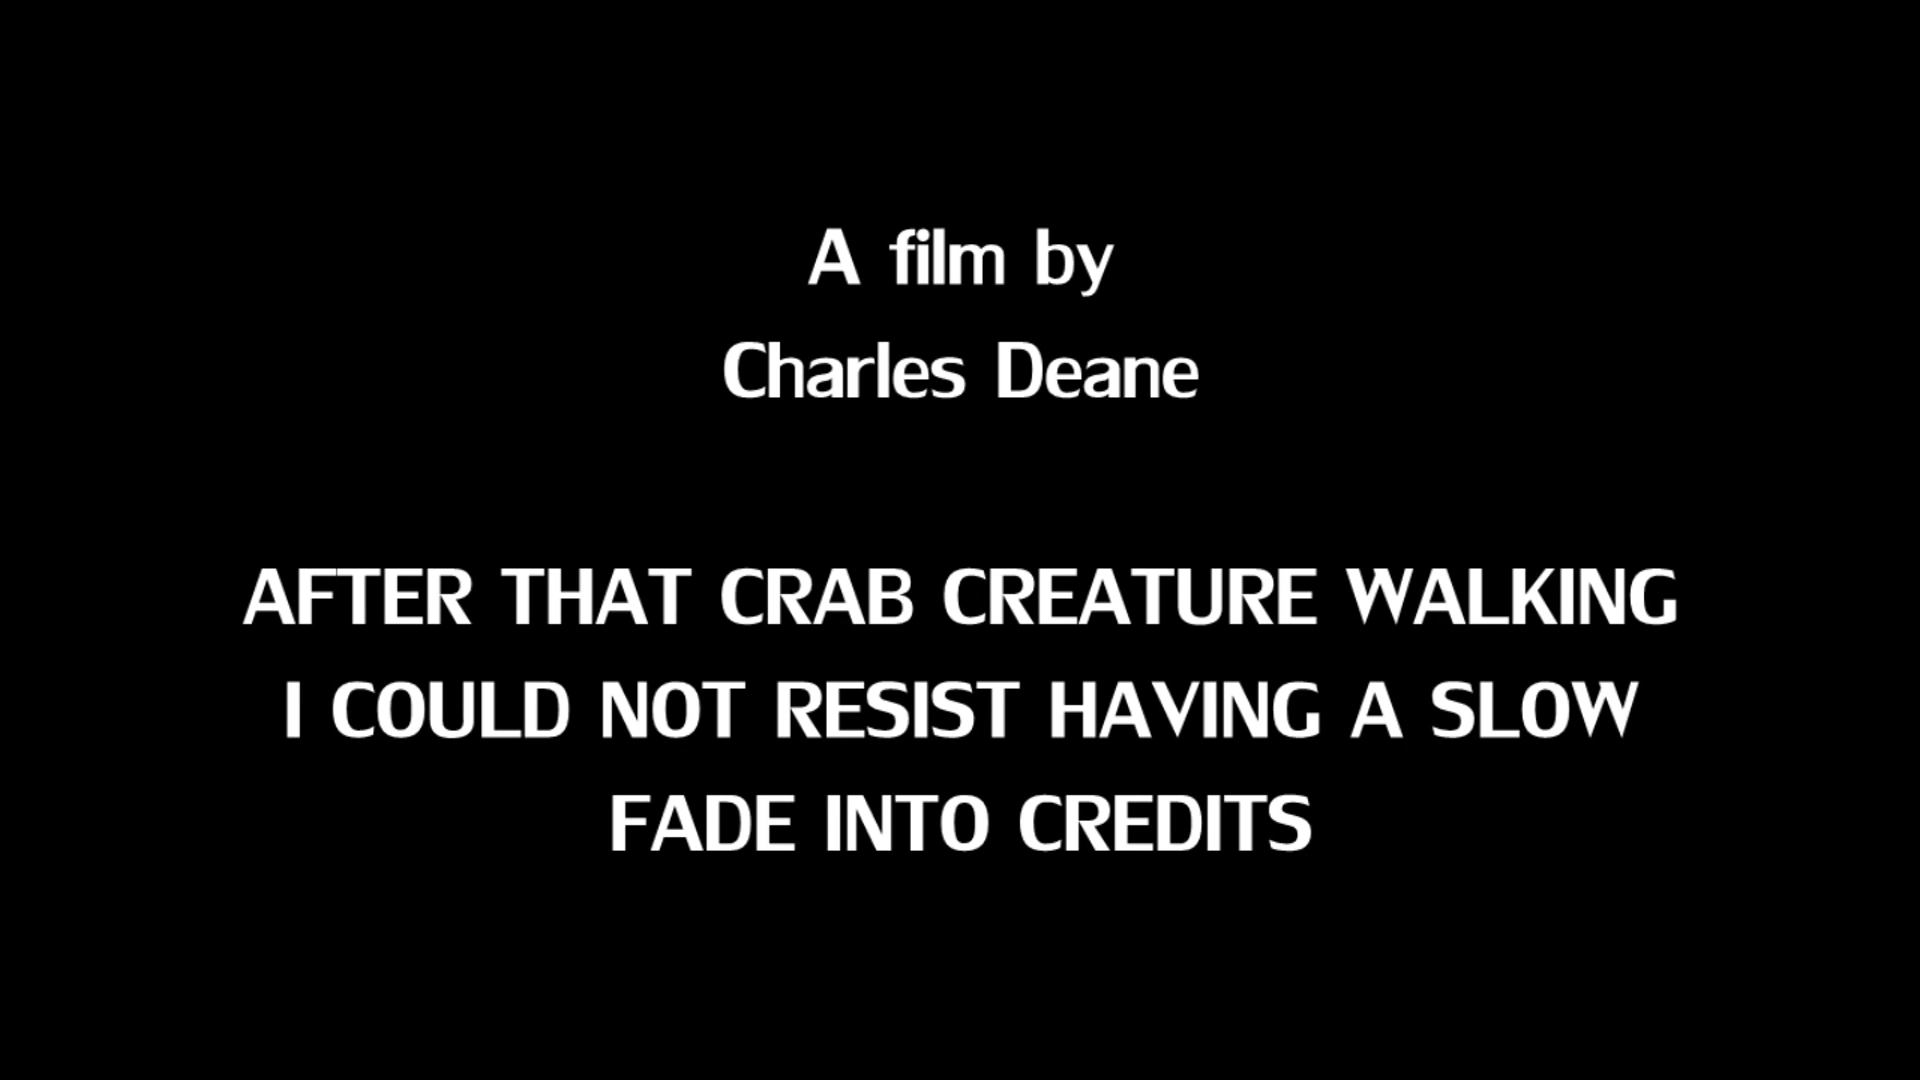 A film by
Charles Deane
AFTER THAT CRAB CREATURE WALKING
I COULD NOT RESIST HAVING A SLOW
FADE INTO CREDITS